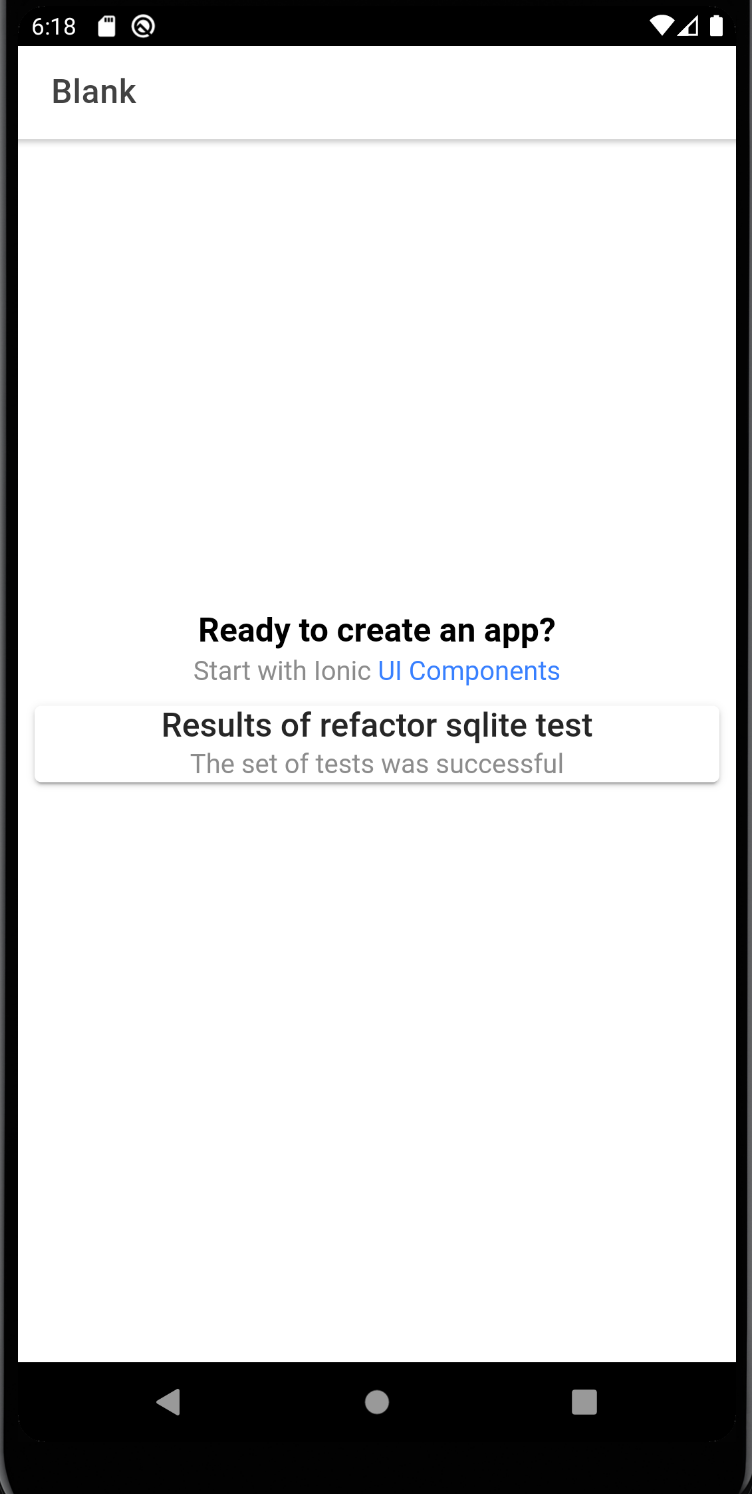 6:18
Blank
Ready to create an app?
Start with Ionic UI Components
Results of refactor sqlite test
The set of tests was successful